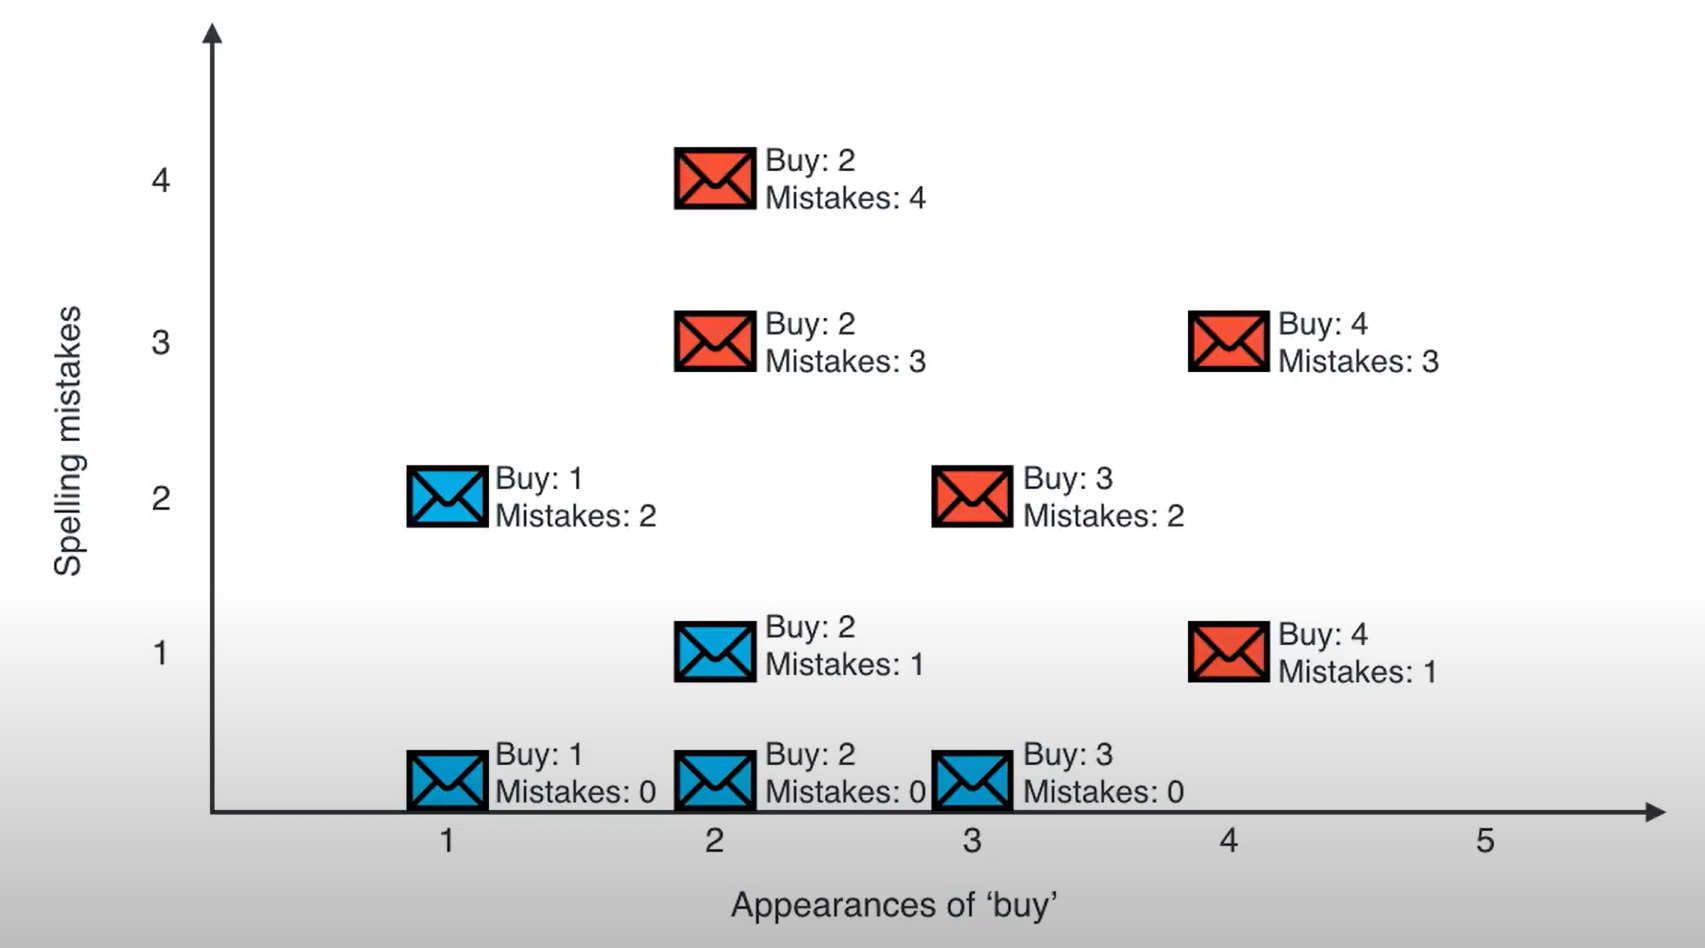 4
Buy: 2
Mistakes: 4
3
Buy: 2
Mistakes: 3
Buy: 4
Mistakes: 3
Spelling mistakes
2
Buy: 1
Mistakes: 2
Buy: 3
Mistakes: 2
1
Buy: 2
Mistakes: 1
Buy: 4
Mistakes: 1
Buy: 1
Mistakes: 0
Buy: 2
Mistakes: 0
Buy: 3
Mistakes: 0
1 2 3 4 5
Appearances of ‘buy’